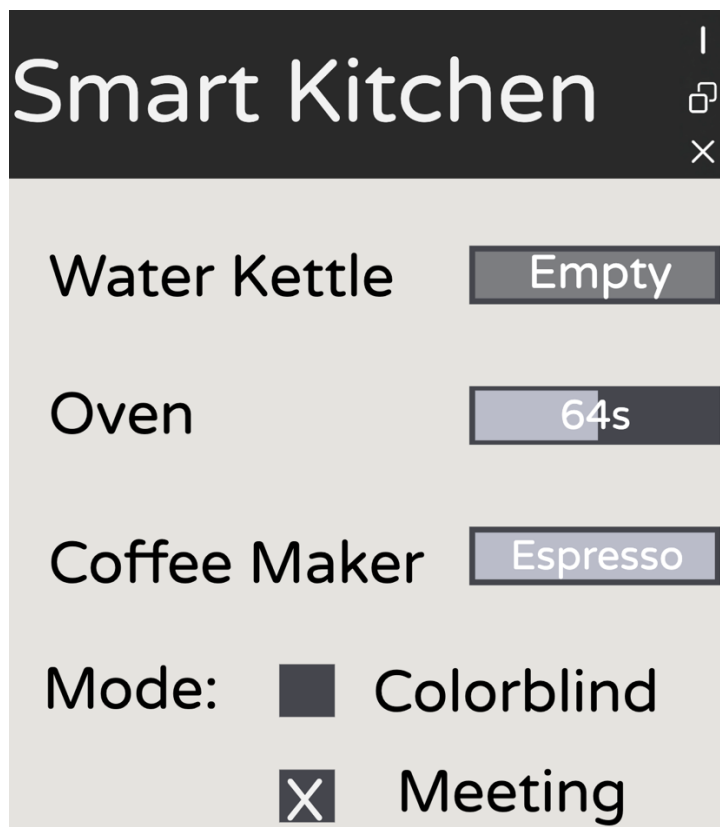 Smart Kitchen
Water Kettle Empty
Oven 64s
Coffee Maker Espresso
Mode: Colorblind
X Meeting